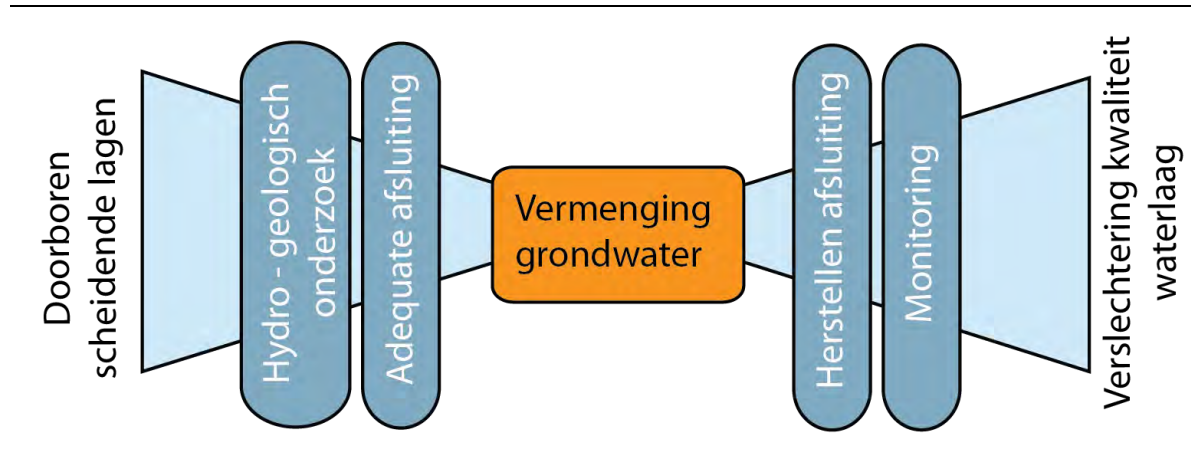 Doorboren
scheidende lagen
Hydro - geologisch
onderzoek
Adequate afsluiting
Vermenging
grondwater
Herstellen afsluiting
Monitoring
Verslechtering kwaliteit
waterlaag